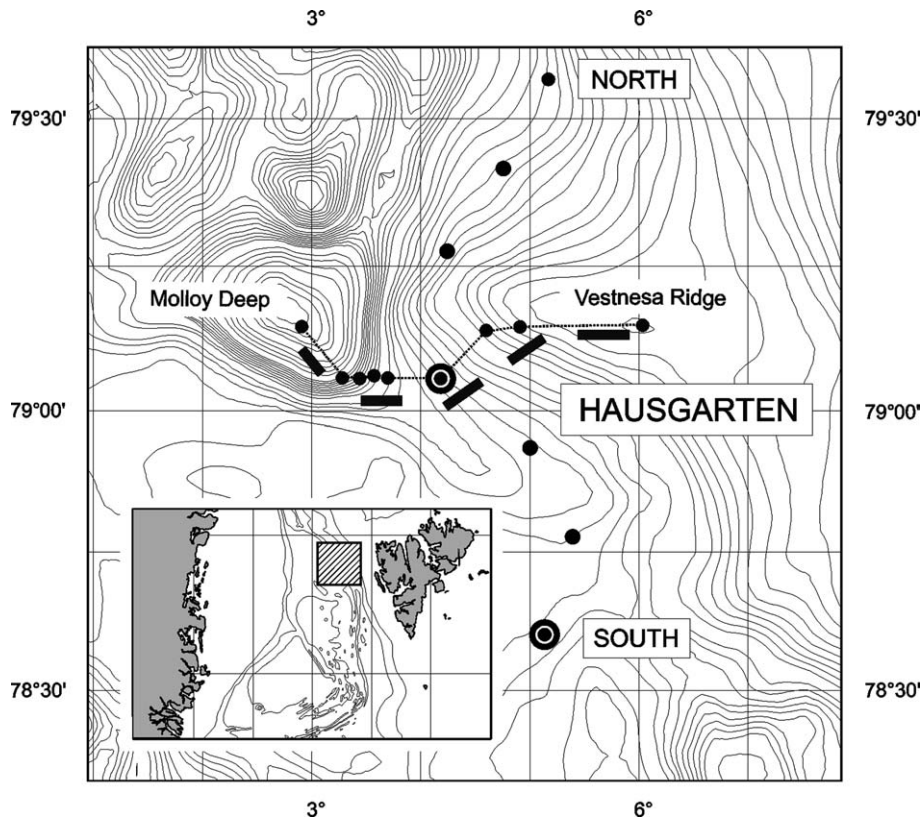 3° 6°
NORTH
79°30' 79°30'
Molloy Deep Vestnesa Ridge
79°00' 79°00'
HAUSGARTEN
SOUTH
78°30' 78°30'
3° 6°